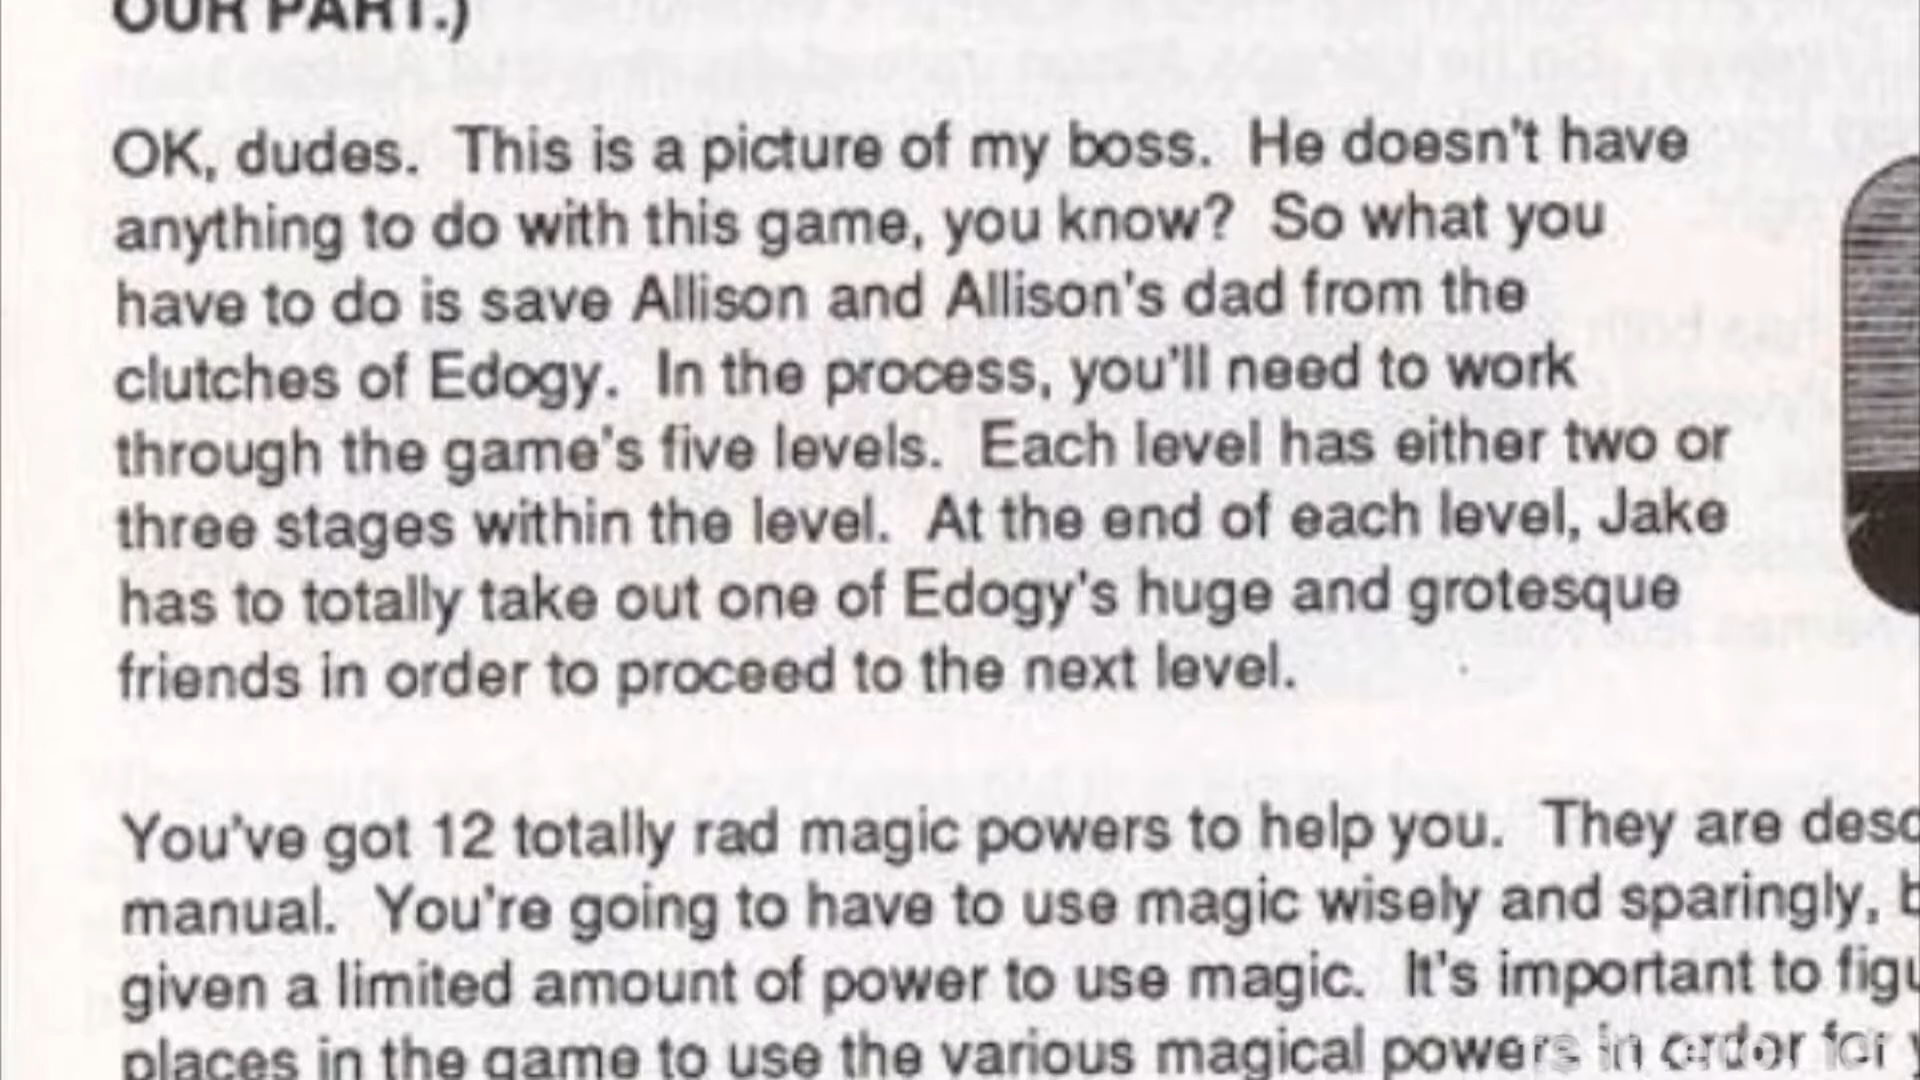 OUR PART.)
OK, dudes. This is a picture of my boss. He doesn't have
anything to do with this game, you know? So what you
have to do is save Allison and Allison's dad from the
clutches of Edogy. In the process, you'll need to work
through the game's five levels. Each level has either two or
three stages within the level. At the end of each level, Jake
has to totally take out one of Edogy's huge and grotesque
friends in order to proceed to the next level.
You've got 12 totally rad magic powers to help you. They are desc
manual. You're going to have to use magic wisely and sparingly, b
given a limited amount of power to use magic. It's important to figu
places in the game to use the various magical powers in order for y